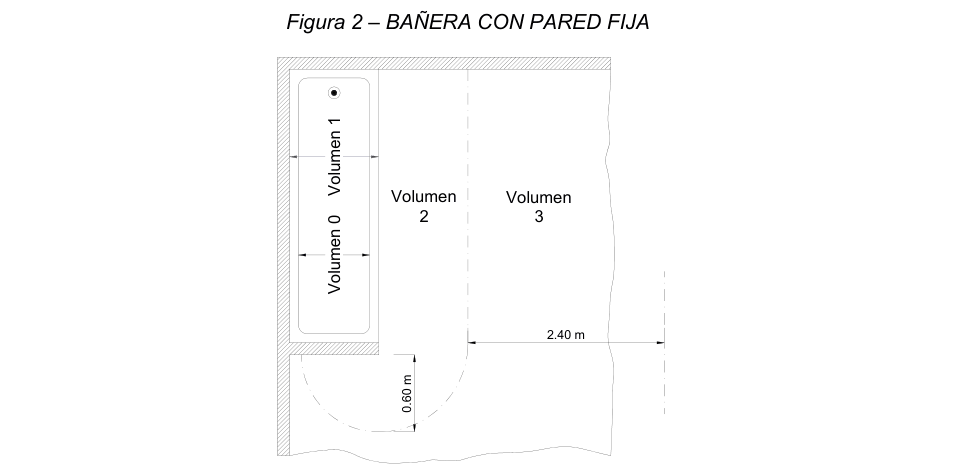 Figura 2 – BAÑERA CON PARED FIJA
Volumen 1
Volumen 0
Volumen
2
Volumen
3
2.40 m
0.60 m